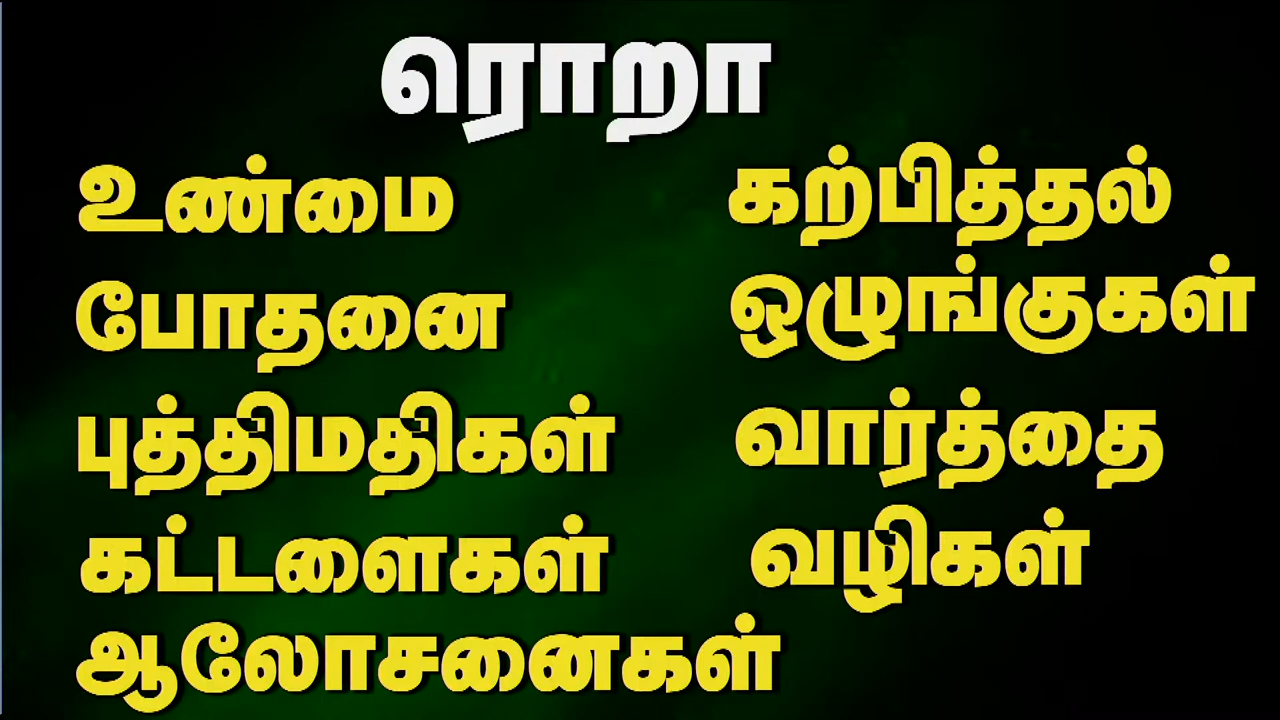 ரொறா
உண்மை
போதனை
புத்திமதிகள்
கட்டளைகள்
ஆலோசனைகள்
கற்பித்தல்
ஒழுங்குகள்
வார்த்தை
வழிகள்